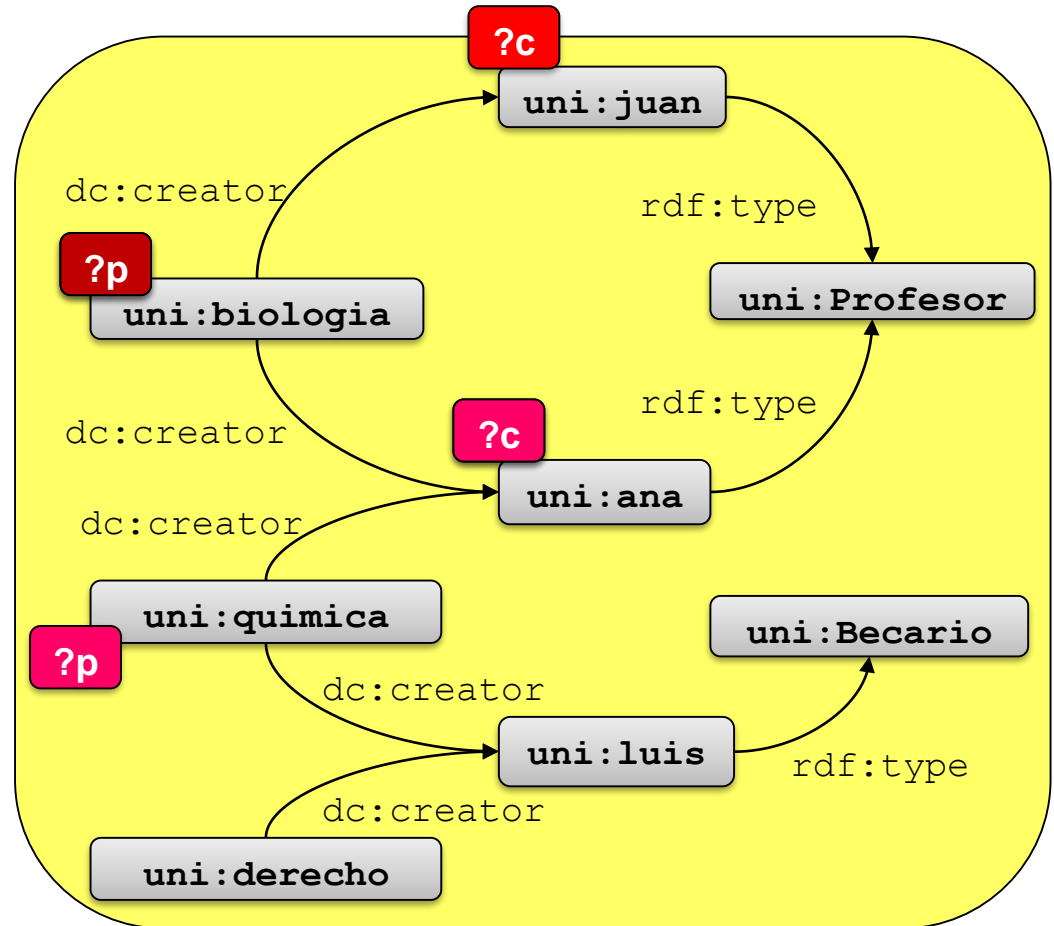 ?c
uni:juan
dc:creator
rdf:type
?p
uni:biologia
uni:Profesor
rdf:type
dc:creator
?c
uni:ana
dc:creator
uni:quimica
uni:Becario
?p
dc:creator
uni:luis
rdf:type
dc:creator
uni:derecho